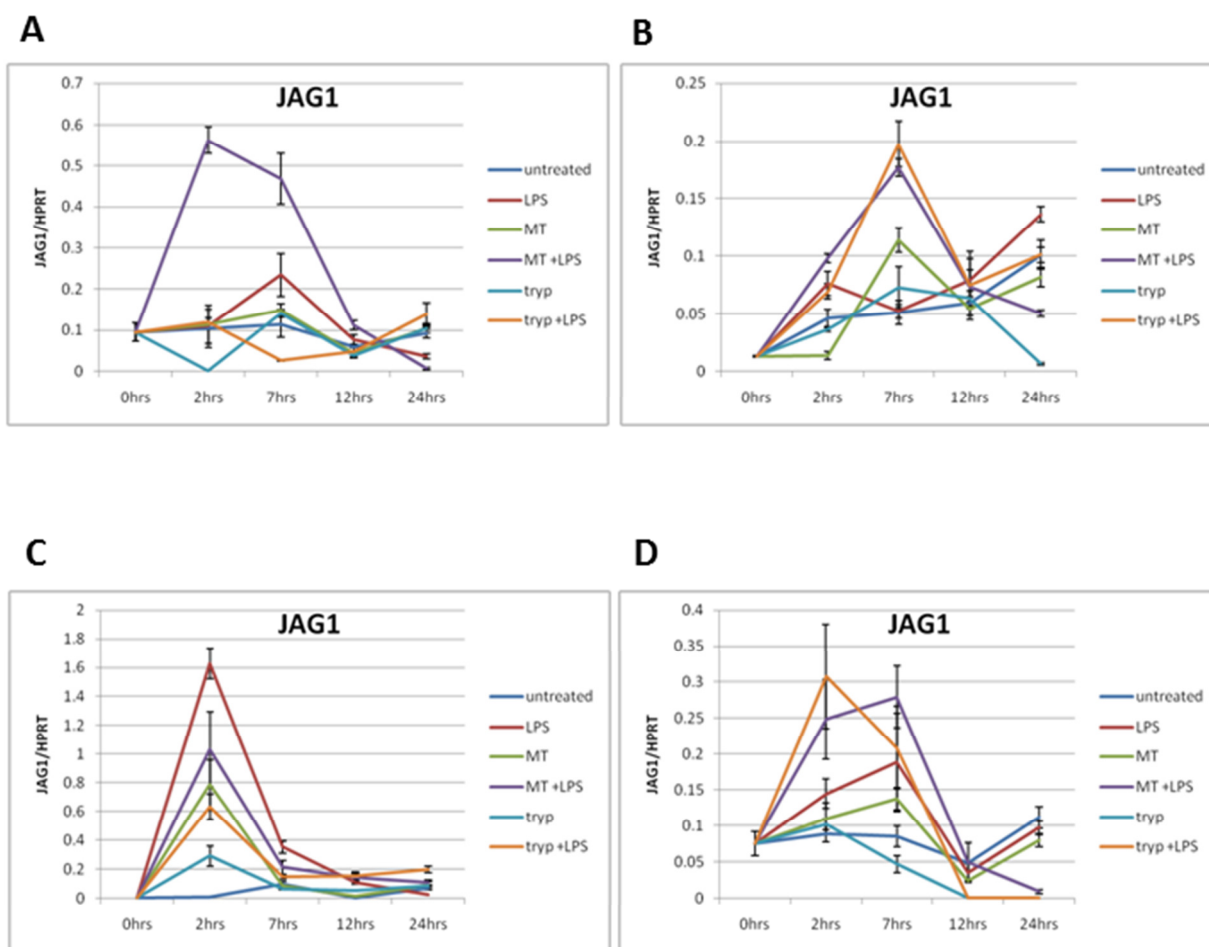 A
JAG1
JAG1/HPRT
0.7
0.6
0.5
0.4
0.3
0.2
0.1
0
0hrs 2hrs 7hrs 12hrs 24hrs
untreated
LPS
MT
MT +LPS
tryp
tryp +LPS
B
JAG1
JAG1/HPRT
0.25
0.2
0.15
0.1
0.05
0
0hrs 2hrs 7hrs 12hrs 24hrs
untreated
LPS
MT
MT +LPS
tryp
tryp +LPS
C
JAG1
JAG1/HPRT
2
1.8
1.6
1.4
1.2
1
0.8
0.6
0.4
0.2
0
0hrs 2hrs 7hrs 12hrs 24hrs
untreated
LPS
MT
MT +LPS
tryp
tryp +LPS
D
JAG1
JAG1/HPRT
0.4
0.35
0.3
0.25
0.2
0.15
0.1
0.05
0
0hrs 2hrs 7hrs 12hrs 24hrs
untreated
LPS
MT
MT +LPS
tryp
tryp +LPS